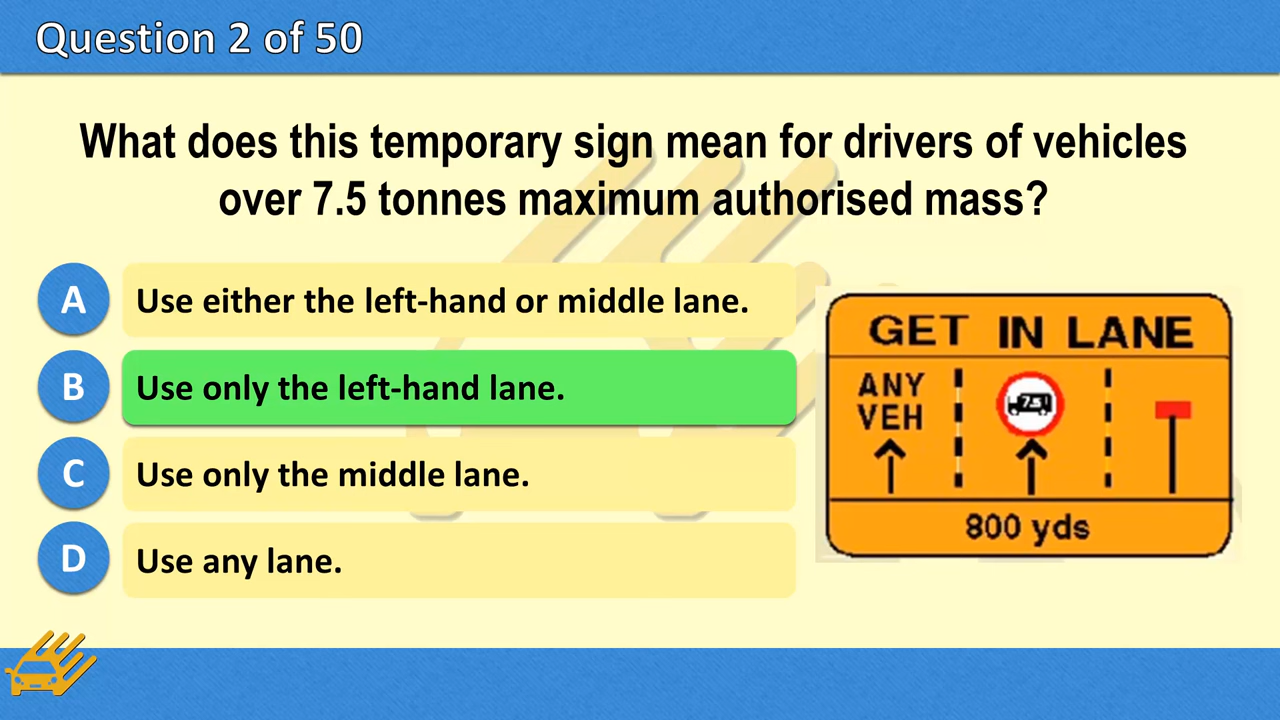 Question 2 of 50
What does this temporary sign mean for drivers of vehicles
over 7.5 tonnes maximum authorised mass?
A
Use either the left-hand or middle lane.
B
Use only the left-hand lane.
C
Use only the middle lane.
D
Use any lane.
GET IN LANE
ANY
VEH
7.5
800 yds